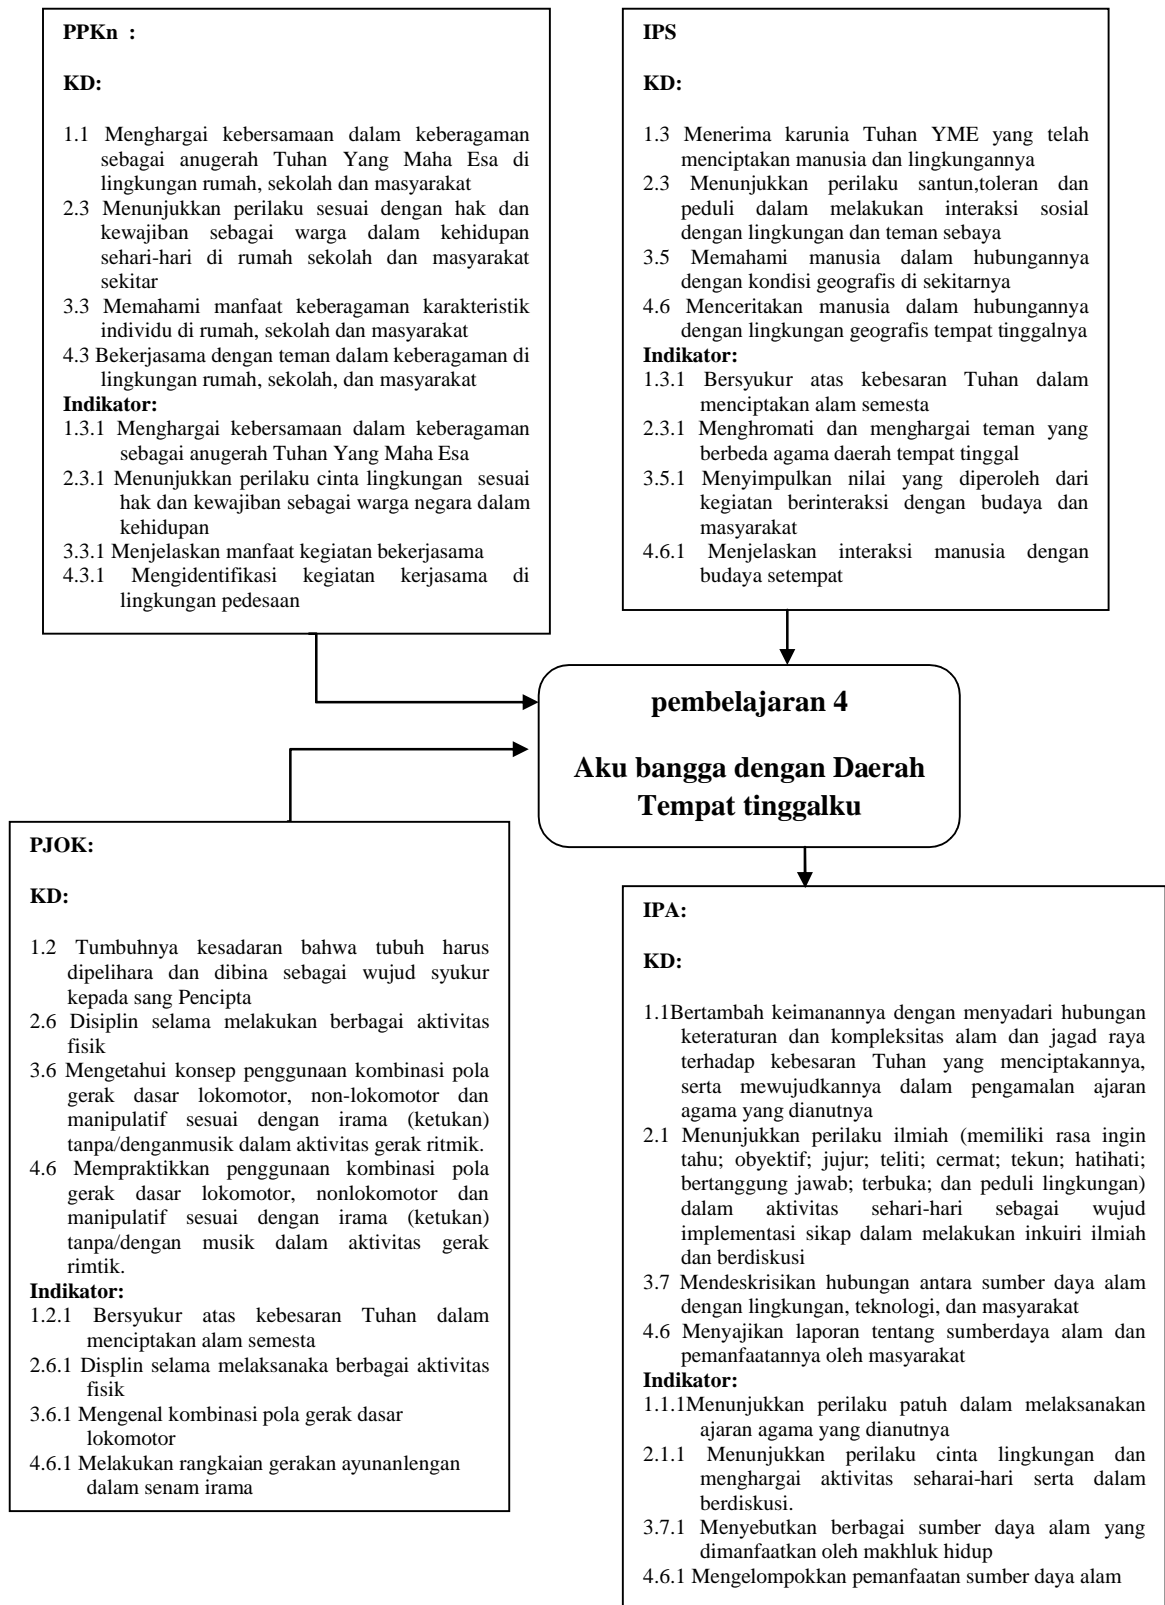 PPKn :
KD:
1.1 Menghargai kebersamaan dalam keberagaman
sebagai anugerah Tuhan Yang Maha Esa di
lingkungan rumah, sekolah dan masyarakat
2.3 Menunjukkan perilaku sesuai dengan hak dan
kewajiban sebagai warga dalam kehidupan
sehari-hari di rumah sekolah dan masyarakat
sekitar
3.3 Memahami manfaat keberagaman karakteristik
individu di rumah, sekolah dan masyarakat
4.3 Bekerjasama dengan teman dalam keberagaman di
lingkungan rumah, sekolah, dan masyarakat
Indikator:
1.3.1 Menghargai kebersamaan dalam keberagaman
sebagai anugerah Tuhan Yang Maha Esa
2.3.1 Menunjukkan perilaku cinta lingkungan sesuai
hak dan kewajiban sebagai warga negara dalam
kehidupan
3.3.1 Menjelaskan manfaat kegiatan bekerjasama
4.3.1 Mengidentifikasi kegiatan kerjasama di
lingkungan pedesaan
IPS
KD:
1.3 Menerima karunia Tuhan YME yang telah
menciptakan manusia dan lingkungannya
2.3 Menunjukkan perilaku santun,toleran dan
peduli dalam melakukan interaksi sosial
dengan lingkungan dan teman sebaya
3.5 Memahami manusia dalam hubungannya
dengan kondisi geografis di sekitarnya
4.6 Menceritakan manusia dalam hubungannya
dengan lingkungan geografis tempat tinggalnya
Indikator:
1.3.1 Bersyukur atas kebesaran Tuhan dalam
menciptakan alam semesta
2.3.1 Menghromati dan menghargai teman yang
berbeda agama daerah tempat tinggal
3.5.1 Menyimpulkan nilai yang diperoleh dari
kegiatan berinteraksi dengan budaya dan
masyarakat
4.6.1 Menjelaskan interaksi manusia dengan
budaya setempat
pembelajaran 4
Aku bangga dengan Daerah
Tempat tinggalku
PJOK:
KD:
1.2 Tumbuhnya kesadaran bahwa tubuh harus
dipelihara dan dibina sebagai wujud syukur
kepada sang Pencipta
2.6 Disiplin selama melakukan berbagai aktivitas
fisik
3.6 Mengetahui konsep penggunaan kombinasi pola
gerak dasar lokomotor, non-lokomotor dan
manipulatif sesuai dengan irama (ketukan)
tanpa/denganmusik dalam aktivitas gerak ritmik.
4.6 Mempraktikkan penggunaan kombinasi pola
gerak dasar lokomotor, nonlokomotor dan
manipulatif sesuai dengan irama (ketukan)
tanpa/dengan musik dalam aktivitas gerak
rimtik.
Indikator:
1.2.1 Bersyukur atas kebesaran Tuhan dalam
menciptakan alam semesta
2.6.1 Displin selama melaksanaka berbagai aktivitas
fisik
3.6.1 Mengenal kombinasi pola gerak dasar
lokomotor
4.6.1 Melakukan rangkaian gerakan ayunanlengan
dalam senam irama
IPA:
KD:
1.1Bertambah keimanannya dengan menyadari hubungan
keteraturan dan kompleksitas alam dan jagad raya
terhadap kebesaran Tuhan yang menciptakannya,
serta mewujudkannya dalam pengamalan ajaran
agama yang dianutnya
2.1 Menunjukkan perilaku ilmiah (memiliki rasa ingin
tahu; obyektif; jujur; teliti; cermat; tekun; hatihati;
bertanggung jawab; terbuka; dan peduli lingkungan)
dalam aktivitas sehari-hari sebagai wujud
implementasi sikap dalam melakukan inkuiri ilmiah
dan berdiskusi
3.7 Mendeskrisikan hubungan antara sumber daya alam
dengan lingkungan, teknologi, dan masyarakat
4.6 Menyajikan laporan tentang sumberdaya alam dan
pemanfaatannya oleh masyarakat
Indikator:
1.1.1Menunjukkan perilaku patuh dalam melaksanakan
ajaran agama yang dianutnya
2.1.1 Menunjukkan perilaku cinta lingkungan dan
menghargai aktivitas seharai-hari serta dalam
berdiskusi.
3.7.1 Menyebutkan berbagai sumber daya alam yang
dimanfaatkan oleh makhluk hidup
4.6.1 Mengelompokkan pemanfaatan sumber daya alam